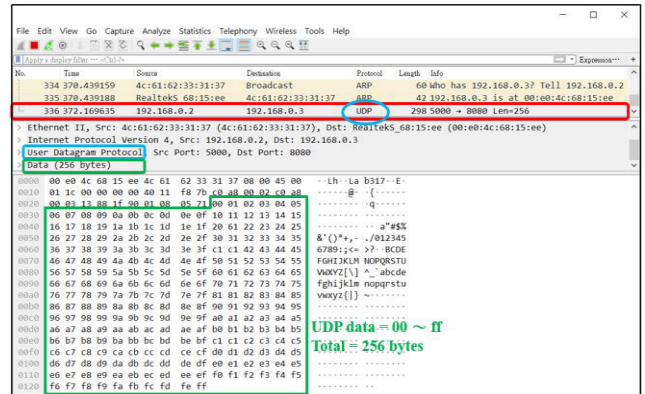 File Edit View Go Capture Analyze Statistics Telephony Wireless Tools Help
Apply a display filter ... <Ctrl-/>
Expression…
+
No. Time Source Destination Protocol Length Info
334 370.439159 4c:61:62:33:31:37 Broadcast ARP 60 Who has 192.168.0.3? Tell 192.168.0.2
335 370.439188 RealtekS_68:15:ee 4c:61:62:33:31:37 ARP 42 192.168.0.3 is at 00:e0:4c:68:15:ee
336 372.169635 192.168.0.2 192.168.0.3 UDP 298 5000 → 8080 Len=256
> Ethernet II, Src: 4c:61:62:33:31:37 (4c:61:62:33:31:37), Dst: RealtekS_68:15:ee (00:e0:4c:68:15:ee)
> Internet Protocol Version 4, Src: 192.168.0.2, Dst: 192.168.0.3
> User Datagram Protocol, Src Port: 5000, Dst Port: 8080
> Data (256 bytes)
0000 00 e0 4c 68 15 ee 4c 61 62 33 31 37 08 00 45 00 ··Lh··La b317··E·
0010 01 1c 00 00 00 00 40 11 f8 7b c0 a8 00 02 c0 a8 ······@· ·{······
0020 00 03 13 88 1f 90 01 08 05 71 00 01 02 03 04 05 ········ ·q······
0030 06 07 08 09 0a 0b 0c 0d 0e 0f 10 11 12 13 14 15 ········ ········
0040 16 17 18 19 1a 1b 1c 1d 1e 1f 20 61 22 23 24 25 ········ ·· a"#$%
0050 26 27 28 29 2a 2b 2c 2d 2e 2f 30 31 32 33 34 35 &'()*+,- ./012345
0060 36 37 38 39 3a 3b 3c 3d 3e 3f c1 c1 42 43 44 45 6789:;<= >?··BCDE
0070 46 47 48 49 4a 4b 4c 4d 4e 4f 50 51 52 53 54 55 FGHIJKLM NOPQRSTU
0080 56 57 58 59 5a 5b 5c 5d 5e 5f 60 61 62 63 64 65 VWXYZ[\] ^_`abcde
0090 66 67 68 69 6a 6b 6c 6d 6e 6f 70 71 72 73 74 75 fghijklm nopqrstu
00a0 76 77 78 79 7a 7b 7c 7d 7e 7f 81 81 82 83 84 85 vwxyz{|} ~·······
00b0 86 87 88 89 8a 8b 8c 8d 8e 8f 90 91 92 93 94 95
00c0 96 97 98 99 9a 9b 9c 9d 9e 9f a0 a1 a2 a3 a4 a5
00d0 a6 a7 a8 a9 aa ab ac ad ae af b0 b1 b2 b3 b4 b5 UDP data = 00 ~ ff
00e0 b6 b7 b8 b9 ba bb bc bd be bf c1 c1 c2 c3 c4 c5
00f0 c6 c7 c8 c9 ca cb cc cd ce cf d0 d1 d2 d3 d4 d5 Total = 256 bytes
0100 d6 d7 d8 d9 da db dc dd de df e0 e1 e2 e3 e4 e5
0110 e6 e7 e8 e9 ea eb ec ed ee ef f0 f1 f2 f3 f4 f5
0120 f6 f7 f8 f9 fa fb fc fd fe ff